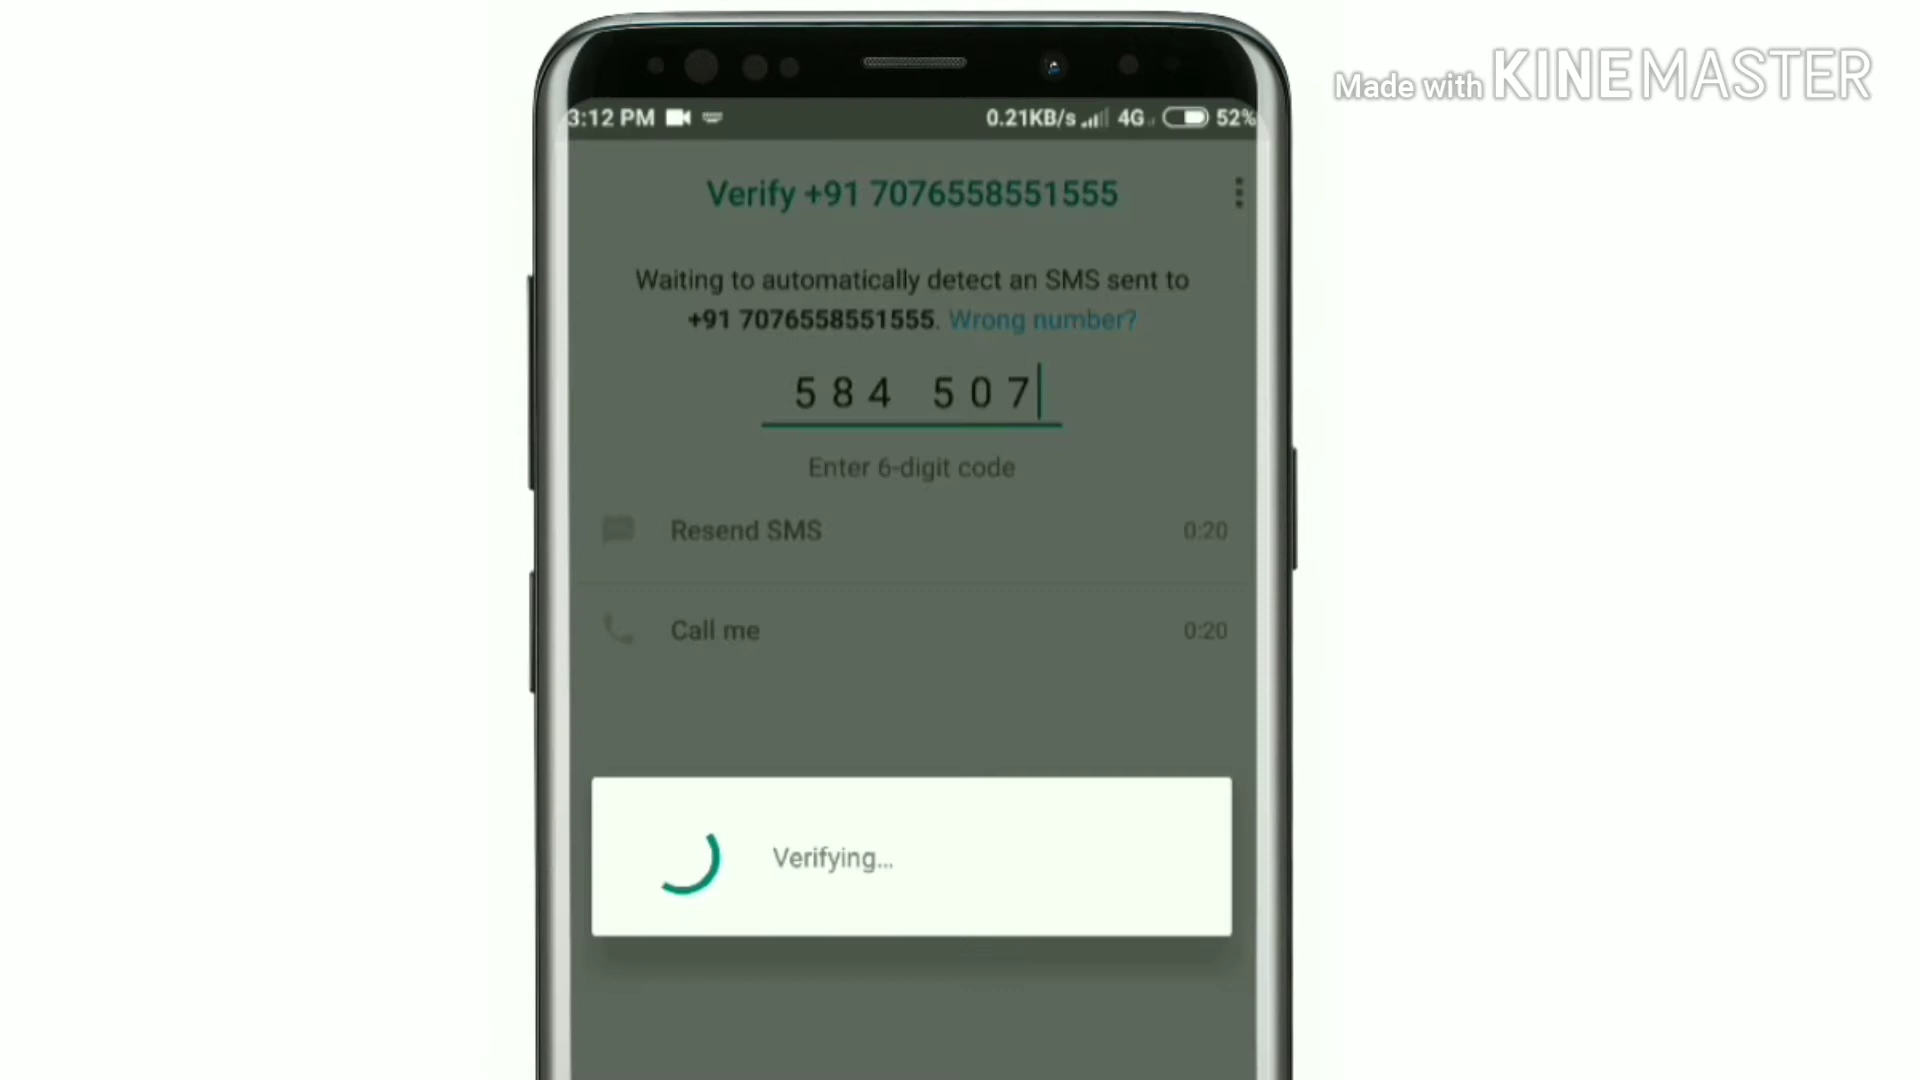 Made with KINEMASTER
3:12 PM 0.21KB/s 4G 52%
Verify +91 7076558551555
Waiting to automatically detect an SMS sent to
+91 7076558551555. Wrong number?
584 507
Enter 6-digit code
Resend SMS 0:20
Call me 0:20
Verifying...